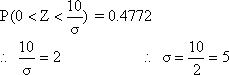 P(0 < Z < 10/σ) = 0.4772
∴ 10/σ = 2 ∴ σ = 10/2 = 5